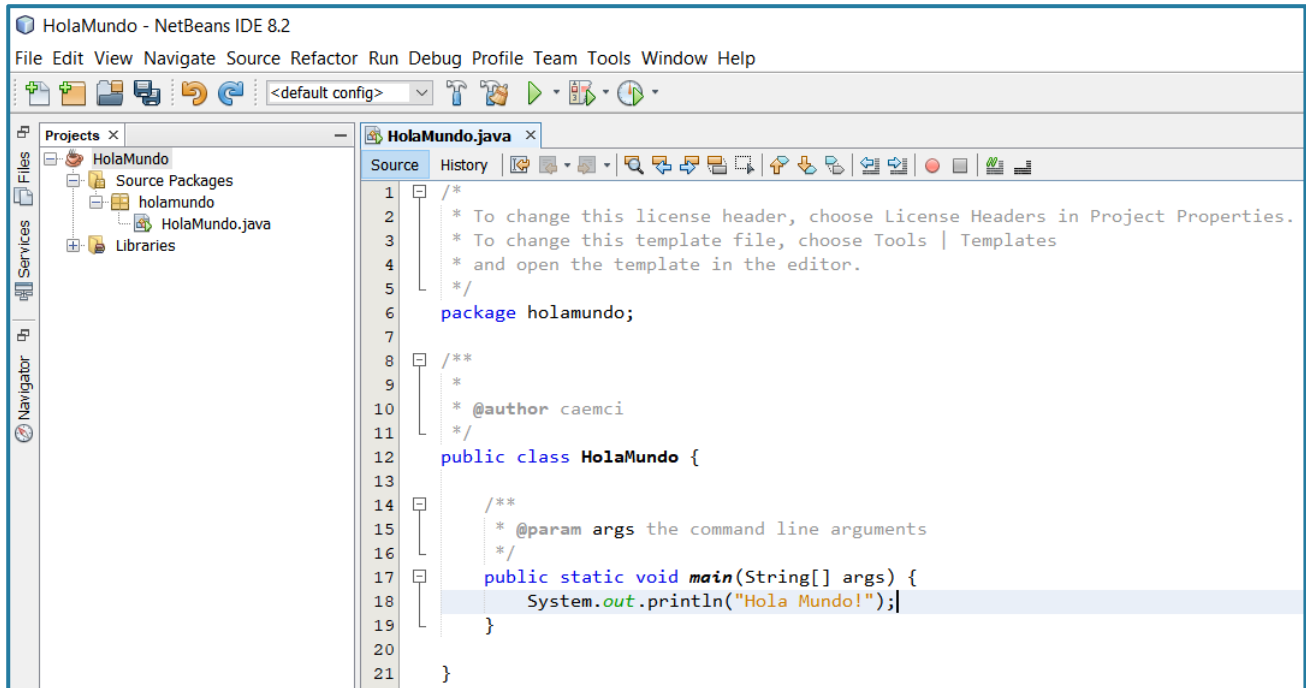 HolaMundo - NetBeans IDE 8.2
File Edit View Navigate Source Refactor Run Debug Profile Team Tools Window Help
<default config>
Files
Services
Navigator
Projects
HolaMundo
Source Packages
holamundo
HolaMundo.java
Libraries
HolaMundo.java
Source History
1 /*
2 * To change this license header, choose License Headers in Project Properties.
3 * To change this template file, choose Tools | Templates
4 * and open the template in the editor.
5 */
6 package holamundo;
7
8 /**
9 *
10 * @author caemci
11 */
12 public class HolaMundo {
13
14 /**
15 * @param args the command line arguments
16 */
17 public static void main(String[] args) {
18 System.out.println("Hola Mundo!");
19 }
20
21 }